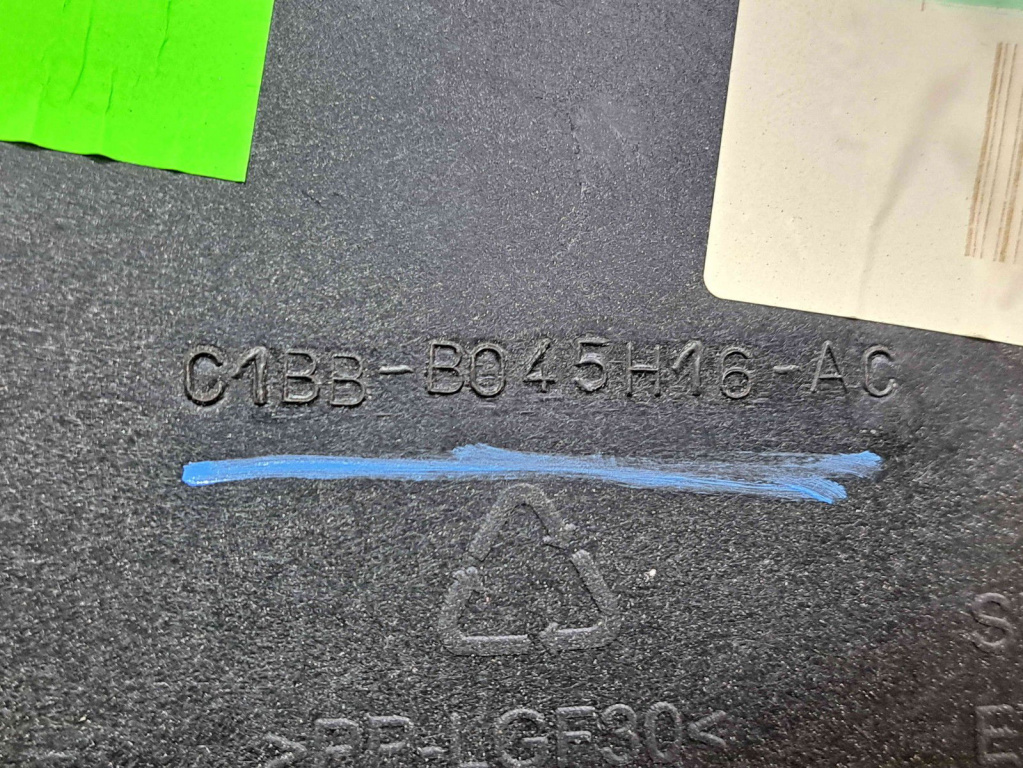 C1BB-B045H16-AC
>PP-LGF30<
S
E